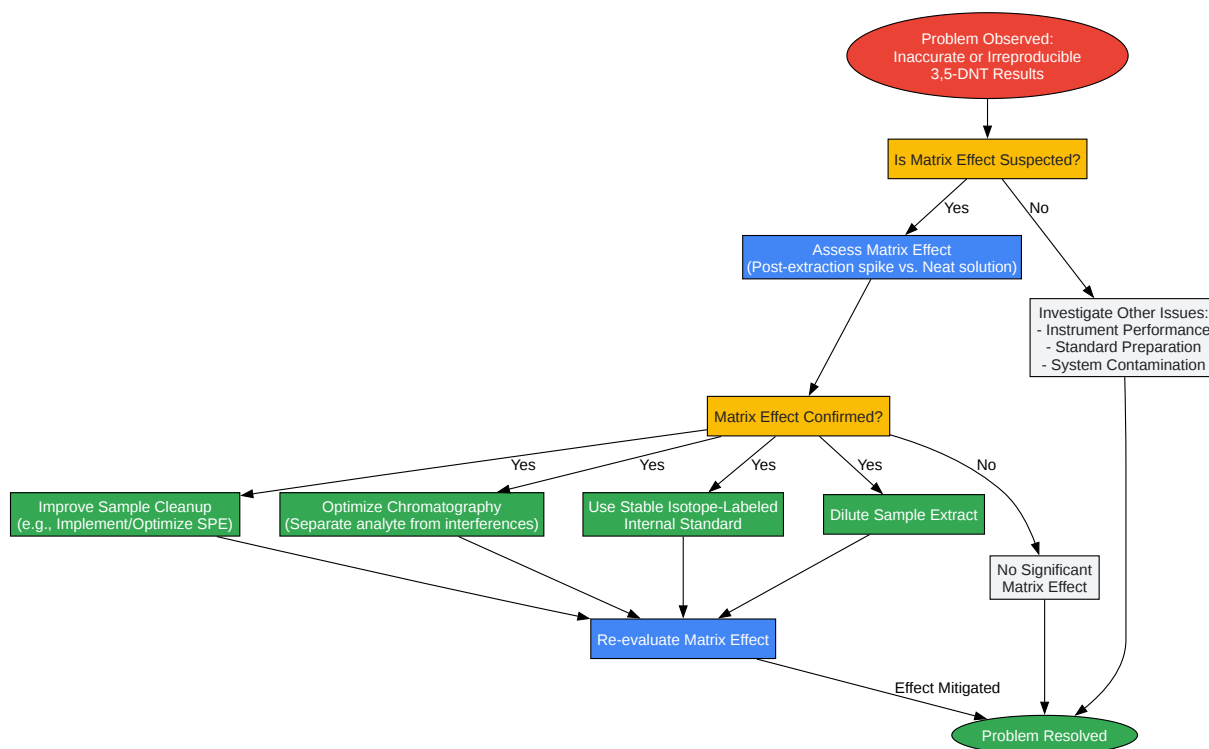 Problem Observed:
Inaccurate or Irreproducible
3,5-DNT Results
Is Matrix Effect Suspected?
Yes
No
Assess Matrix Effect
(Post-extraction spike vs. Neat solution)
Investigate Other Issues:
- Instrument Performance
- Standard Preparation
- System Contamination
Matrix Effect Confirmed?
Yes
Yes
Yes
Yes
No
Improve Sample Cleanup
(e.g., Implement/Optimize SPE)
Optimize Chromatography
(Separate analyte from interferences)
Use Stable Isotope-Labeled
Internal Standard
Dilute Sample Extract
No Significant
Matrix Effect
Re-evaluate Matrix Effect
Effect Mitigated
Problem Resolved